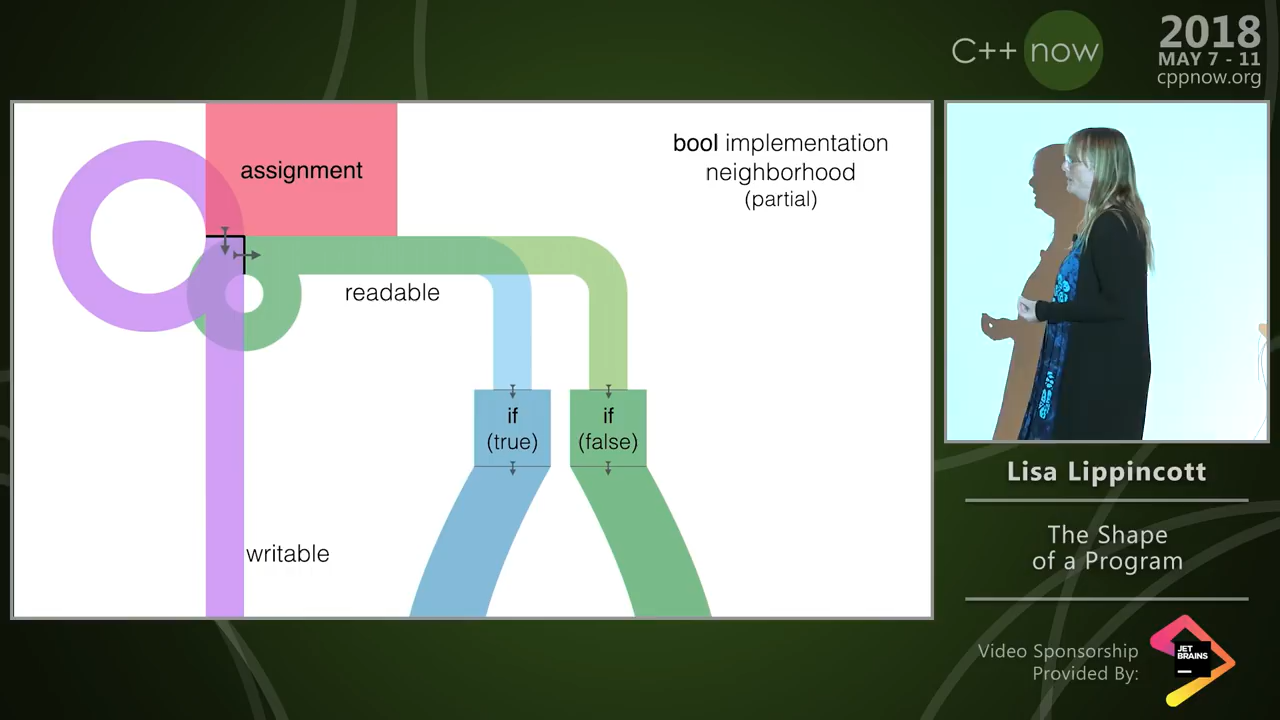 C++ now
2018
MAY 7 - 11
cppnow.org
assignment
bool implementation
neighborhood
(partial)
readable
if
(true)
if
(false)
writable
Lisa Lippincott
The Shape
of a Program
Video Sponsorship
Provided By:
JET
BRAINS